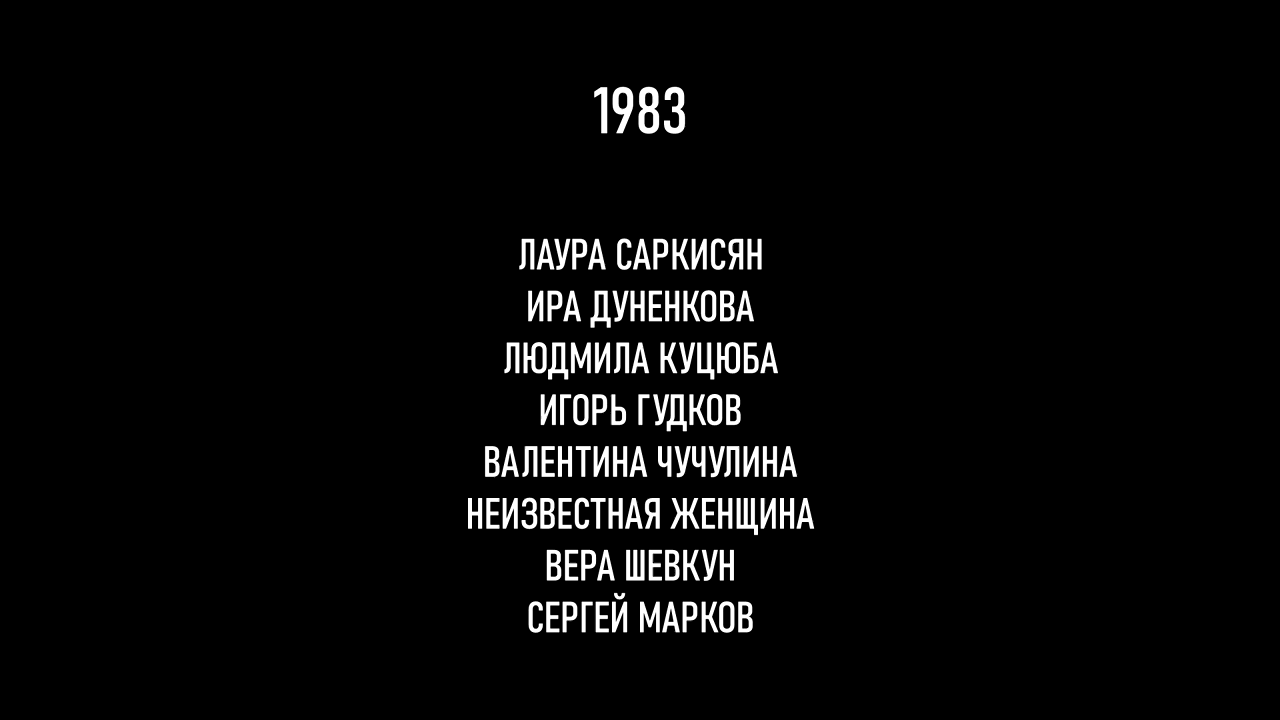 1983
ЛАУРА САРКИСЯН
ИРА ДУНЕНКОВА
ЛЮДМИЛА КУЦЮБА
ИГОРЬ ГУДКОВ
ВАЛЕНТИНА ЧУЧУЛИНА
НЕИЗВЕСТНАЯ ЖЕНЩИНА
ВЕРА ШЕВКУН
СЕРГЕЙ МАРКОВ